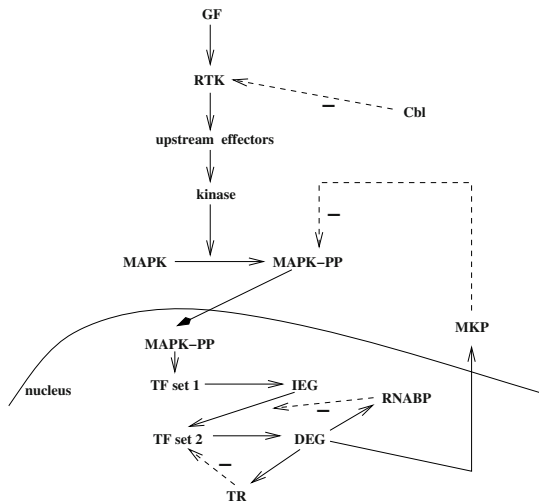 GF
RTK
–
Cbl
upstream effectors
kinase
–
MAPK
MAPK–PP
MKP
MAPK–PP
nucleus
TF set 1
IEG
RNABP
–
TF set 2
DEG
–
TR